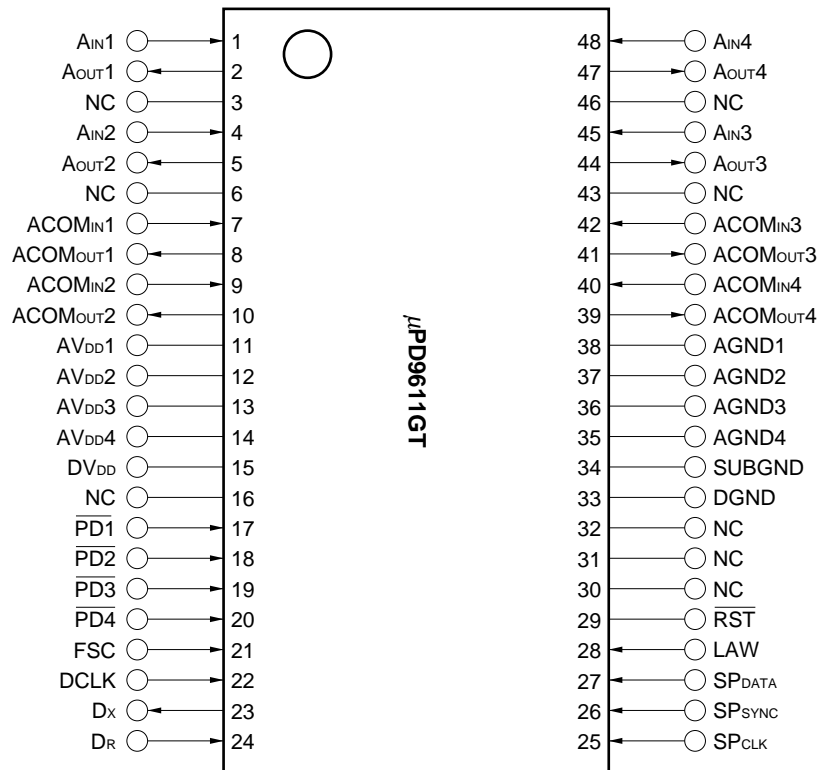 AIN1 1 48 AIN4
AOUT1 2 47 AOUT4
NC 3 46 NC
AIN2 4 45 AIN3
AOUT2 5 44 AOUT3
NC 6 43 NC
ACOMIN1 7 42 ACOMIN3
ACOMOUT1 8 41 ACOMOUT3
ACOMIN2 9 40 ACOMIN4
ACOMOUT2 10 39 ACOMOUT4
AVDD1 11 38 AGND1
AVDD2 12 37 AGND2
AVDD3 13 36 AGND3
AVDD4 14 35 AGND4
DVDD 15 34 SUBGND
NC 16 33 DGND
PD1 17 32 NC
PD2 18 31 NC
PD3 19 30 NC
PD4 20 29 RST
FSC 21 28 LAW
DCLK 22 27 SPDATA
DX 23 26 SPSYNC
DR 24 25 SPCLK
µPD9611GT